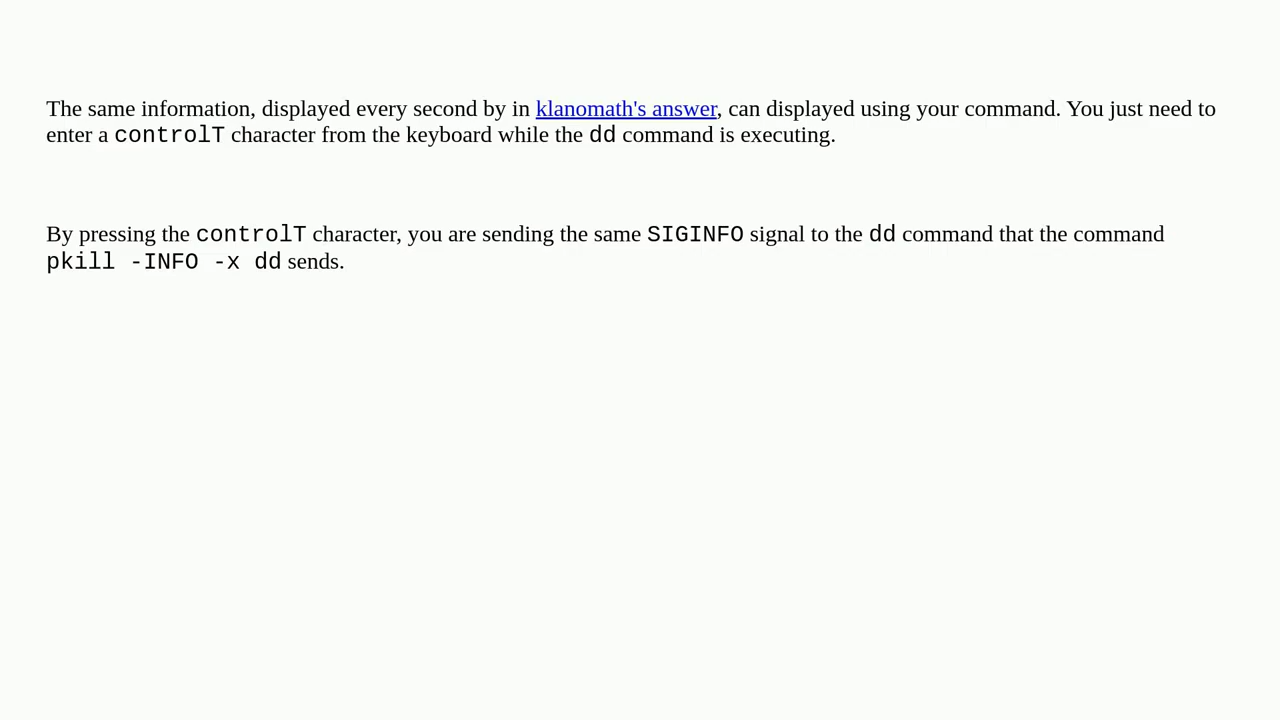 The same information, displayed every second by in klanomath's answer, can displayed using your command. You just need to
enter a controlT character from the keyboard while the dd command is executing.
By pressing the controlT character, you are sending the same SIGINFO signal to the dd command that the command
pkill -INFO -x dd sends.